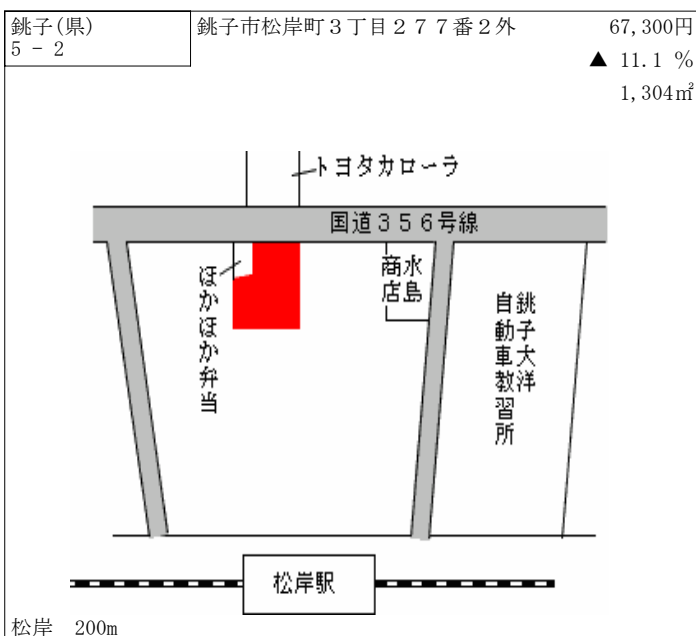 銚子(県)
5 - 2
銚子市松岸町３丁目２７７番２外
67,300円
▲ 11.1 %
1,304㎡
トヨタカローラ
国道３５６号線
ほかほか弁当
水島
商店
銚子大洋
自動車教習所
松岸駅
松岸 200m